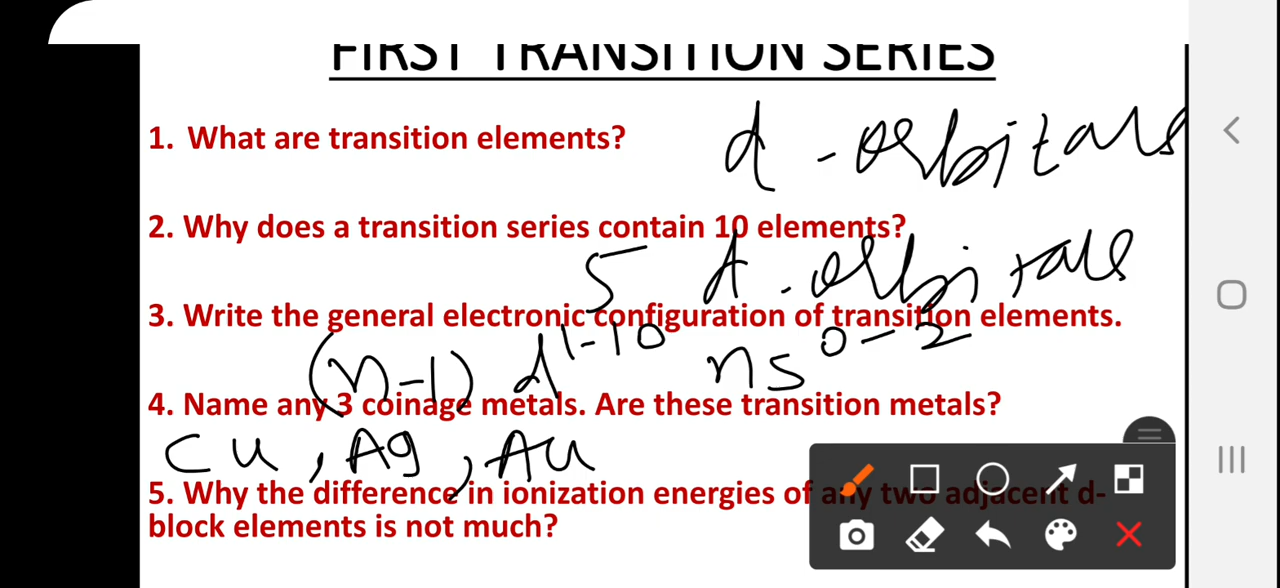 FIRST TRANSITION SERIES
1. What are transition elements?
d - orbitals
2. Why does a transition series contain 10 elements?
5 d - orbitals
3. Write the general electronic configuration of transition elements.
(n-1) d^1-10 ns^0-2
4. Name any 3 coinage metals. Are these transition metals?
Cu, Ag, Au
5. Why the difference in ionization energies of any two adjacent d-
block elements is not much?